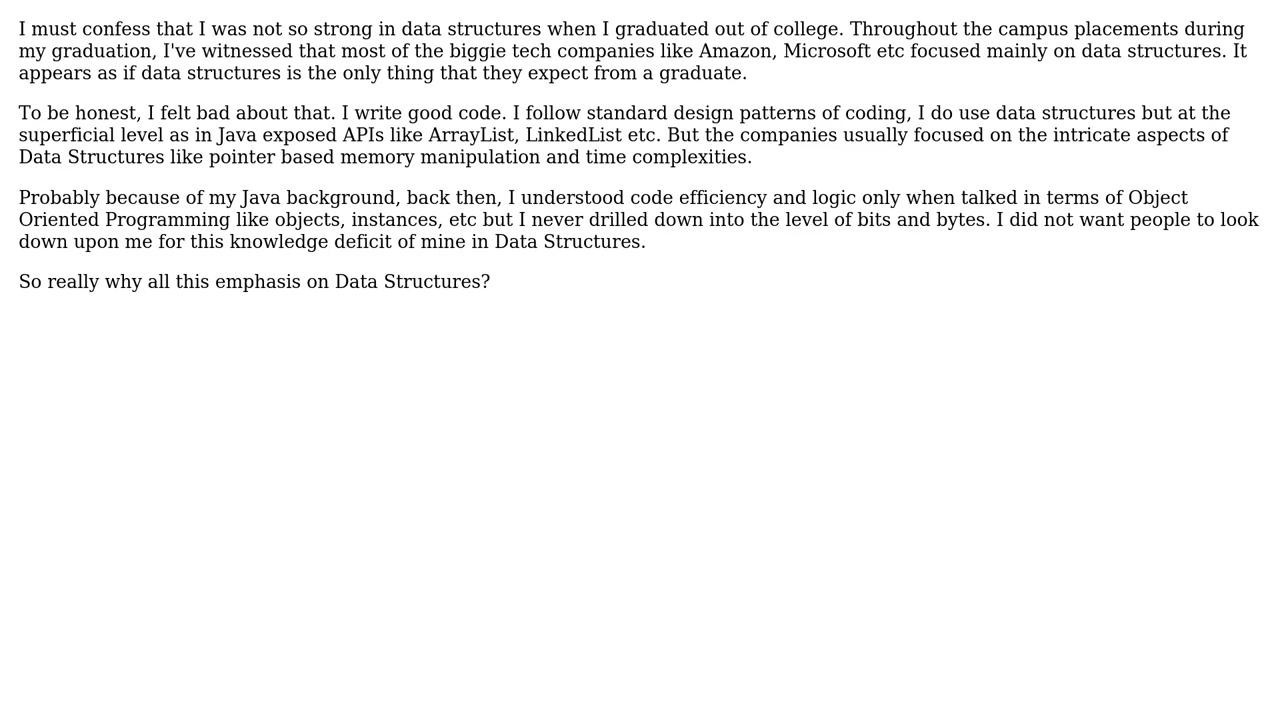 I must confess that I was not so strong in data structures when I graduated out of college. Throughout the campus placements during
my graduation, I've witnessed that most of the biggie tech companies like Amazon, Microsoft etc focused mainly on data structures. It
appears as if data structures is the only thing that they expect from a graduate.
To be honest, I felt bad about that. I write good code. I follow standard design patterns of coding, I do use data structures but at the
superficial level as in Java exposed APIs like ArrayList, LinkedList etc. But the companies usually focused on the intricate aspects of
Data Structures like pointer based memory manipulation and time complexities.
Probably because of my Java background, back then, I understood code efficiency and logic only when talked in terms of Object
Oriented Programming like objects, instances, etc but I never drilled down into the level of bits and bytes. I did not want people to look
down upon me for this knowledge deficit of mine in Data Structures.
So really why all this emphasis on Data Structures?